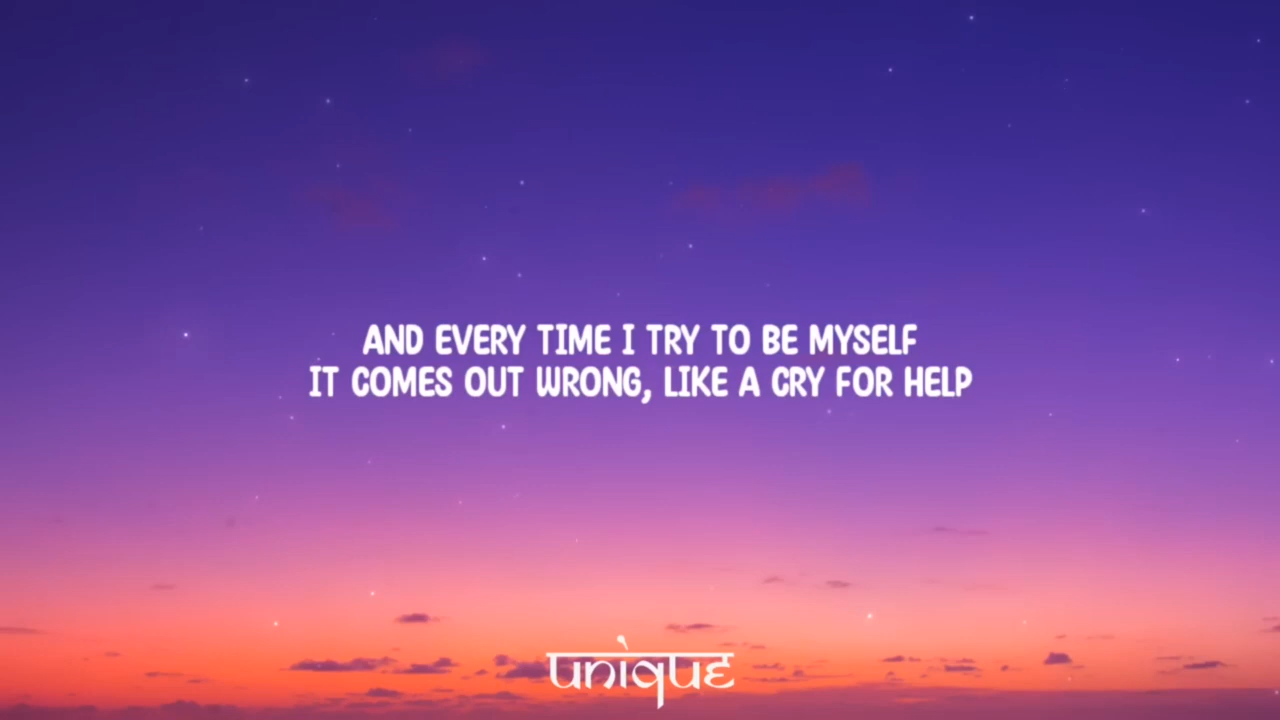 AND EVERY TIME I TRY TO BE MYSELF
IT COMES OUT WRONG, LIKE A CRY FOR HELP
UNIQUE